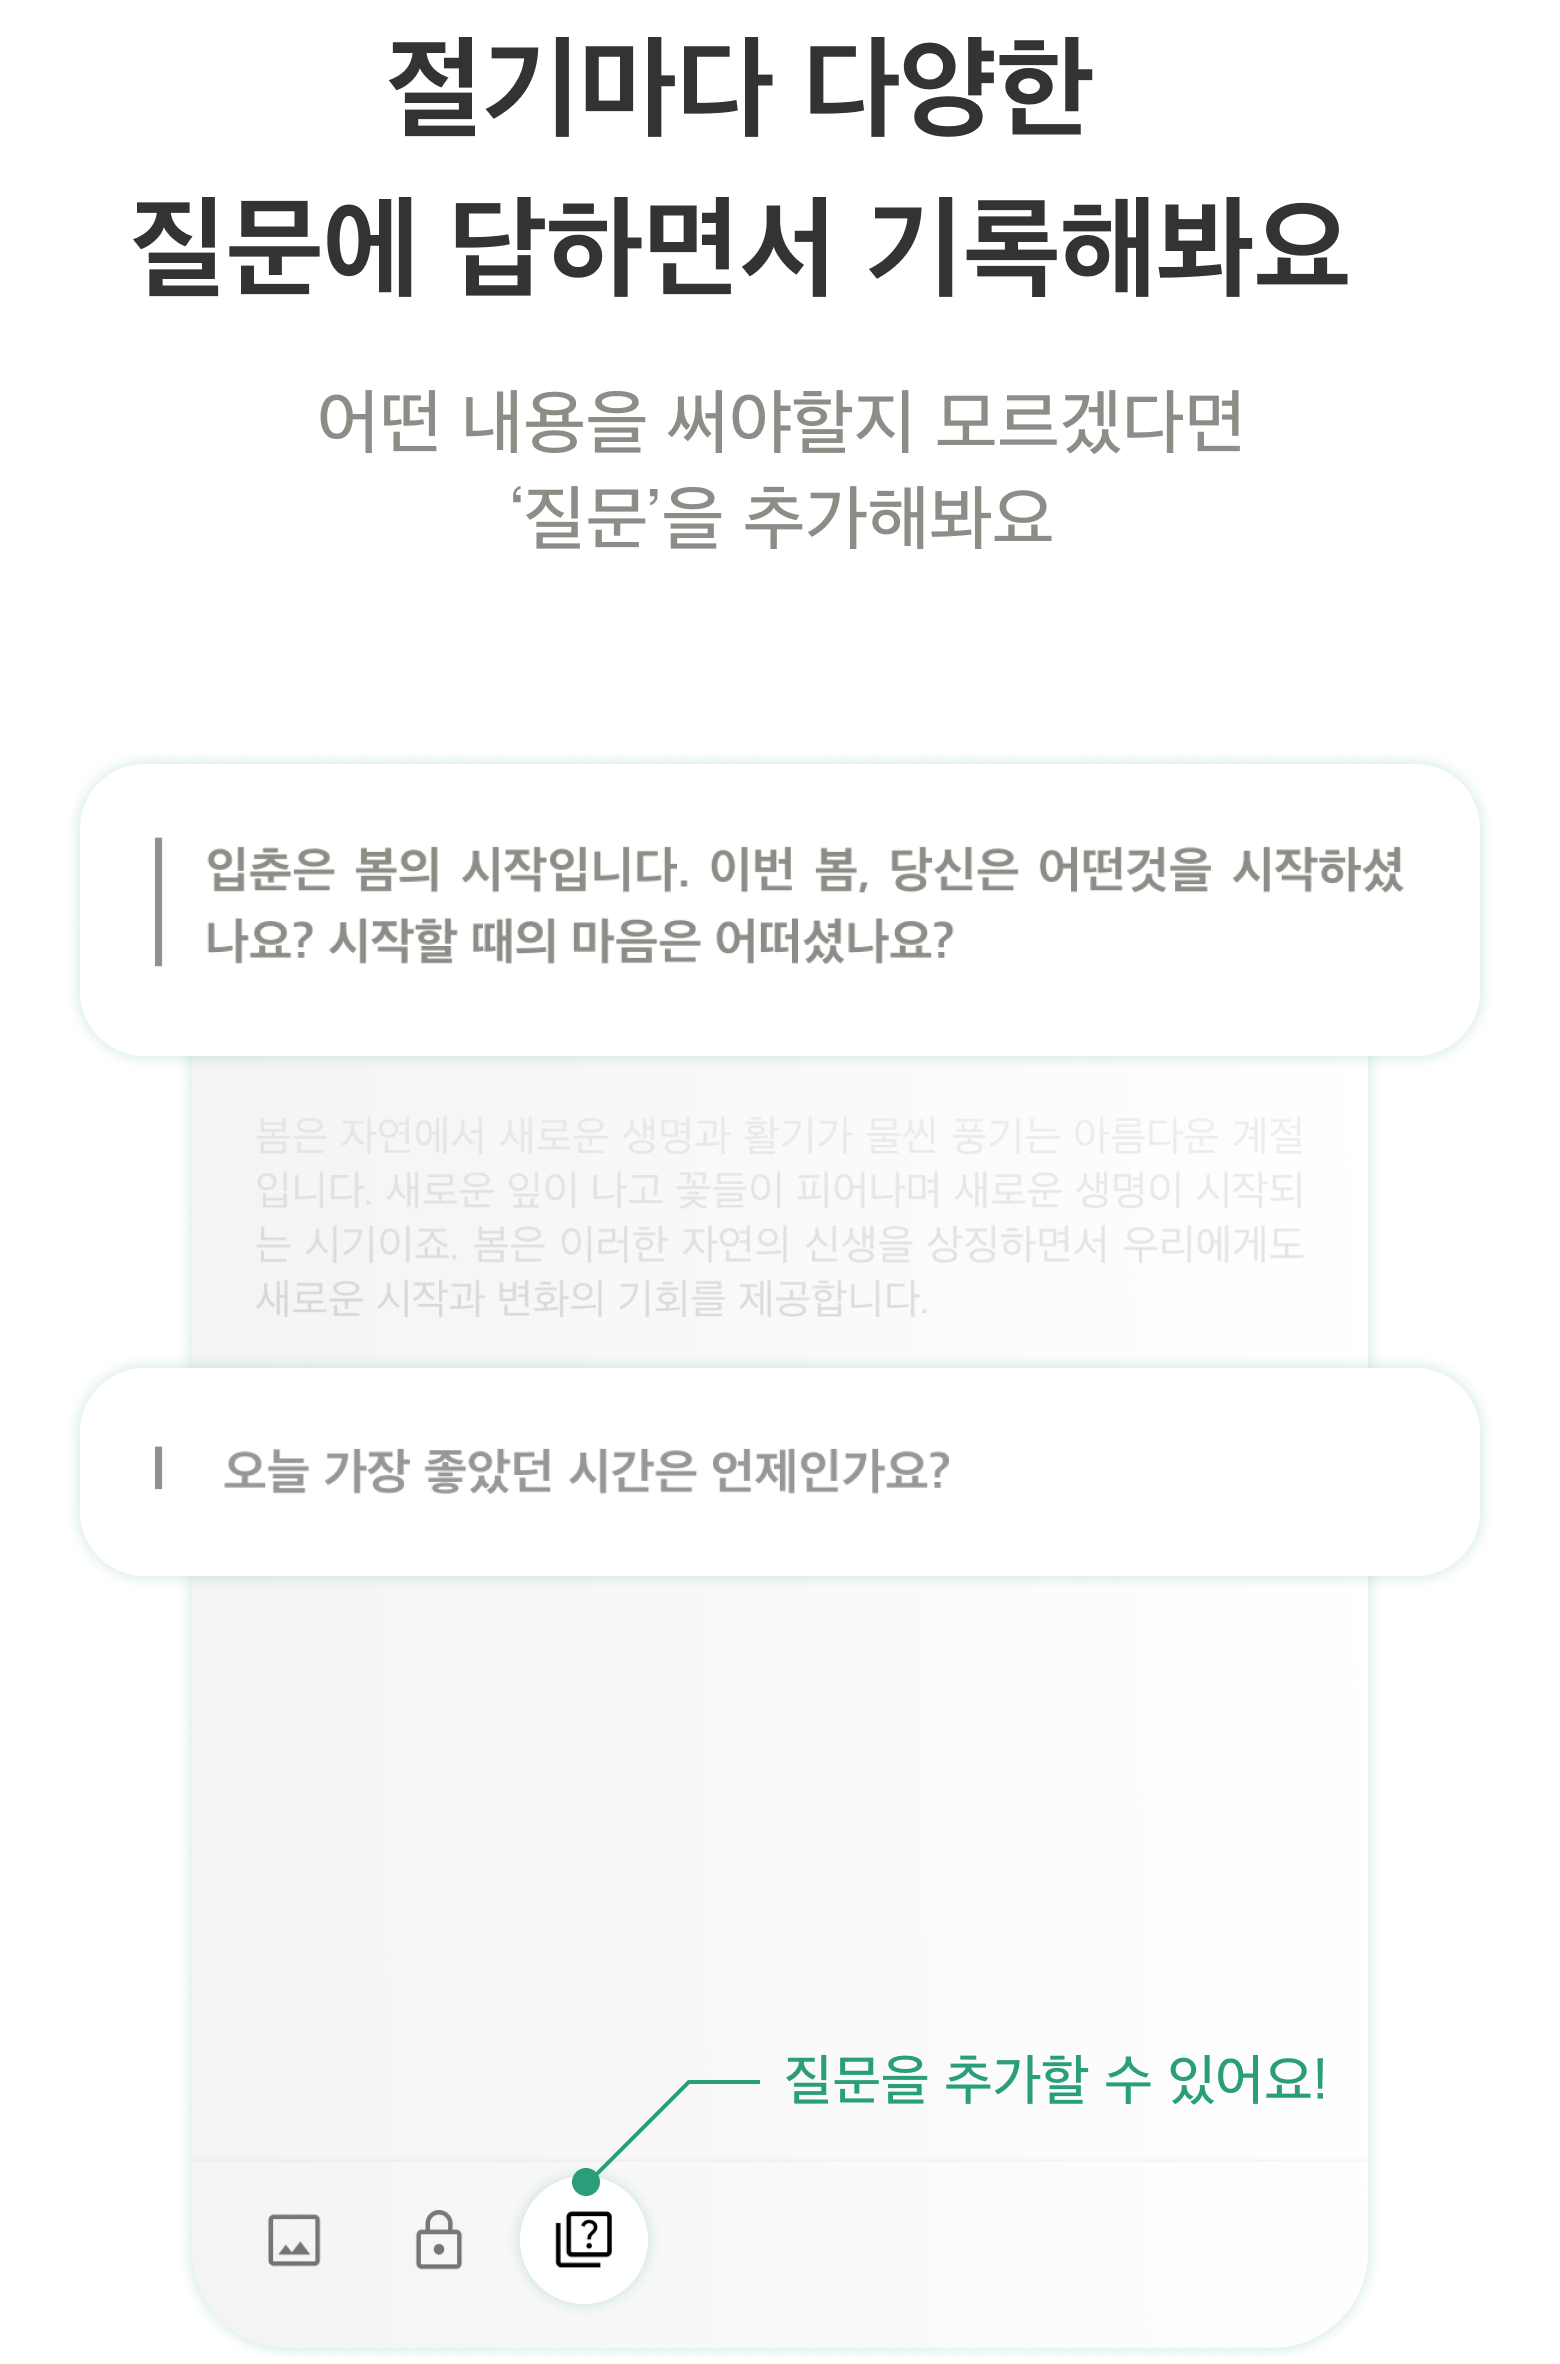 절기마다 다양한
질문에 답하면서 기록해봐요
어떤 내용을 써야할지 모르겠다면
‘질문’을 추가해봐요
입춘은 봄의 시작입니다. 이번 봄, 당신은 어떤것을 시작하셨
나요? 시작할 때의 마음은 어떠셨나요?
봄은 자연에서 새로운 생명과 활기가 물씬 풍기는 아름다운 계절
입니다. 새로운 잎이 나고 꽃들이 피어나며 새로운 생명이 시작되
는 시기이죠. 봄은 이러한 자연의 신생을 상징하면서 우리에게도
새로운 시작과 변화의 기회를 제공합니다.
오늘 가장 좋았던 시간은 언제인가요?
질문을 추가할 수 있어요!
?